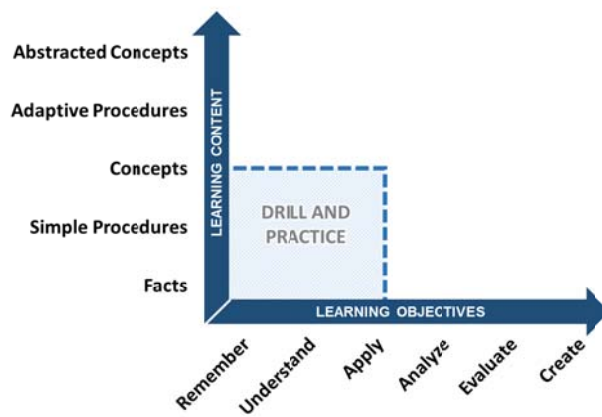 Abstracted Concepts
Adaptive Procedures
Concepts
Simple Procedures
Facts
LEARNING CONTENT
DRILL AND
PRACTICE
LEARNING OBJECTIVES
Remember
Understand
Apply
Analyze
Evaluate
Create